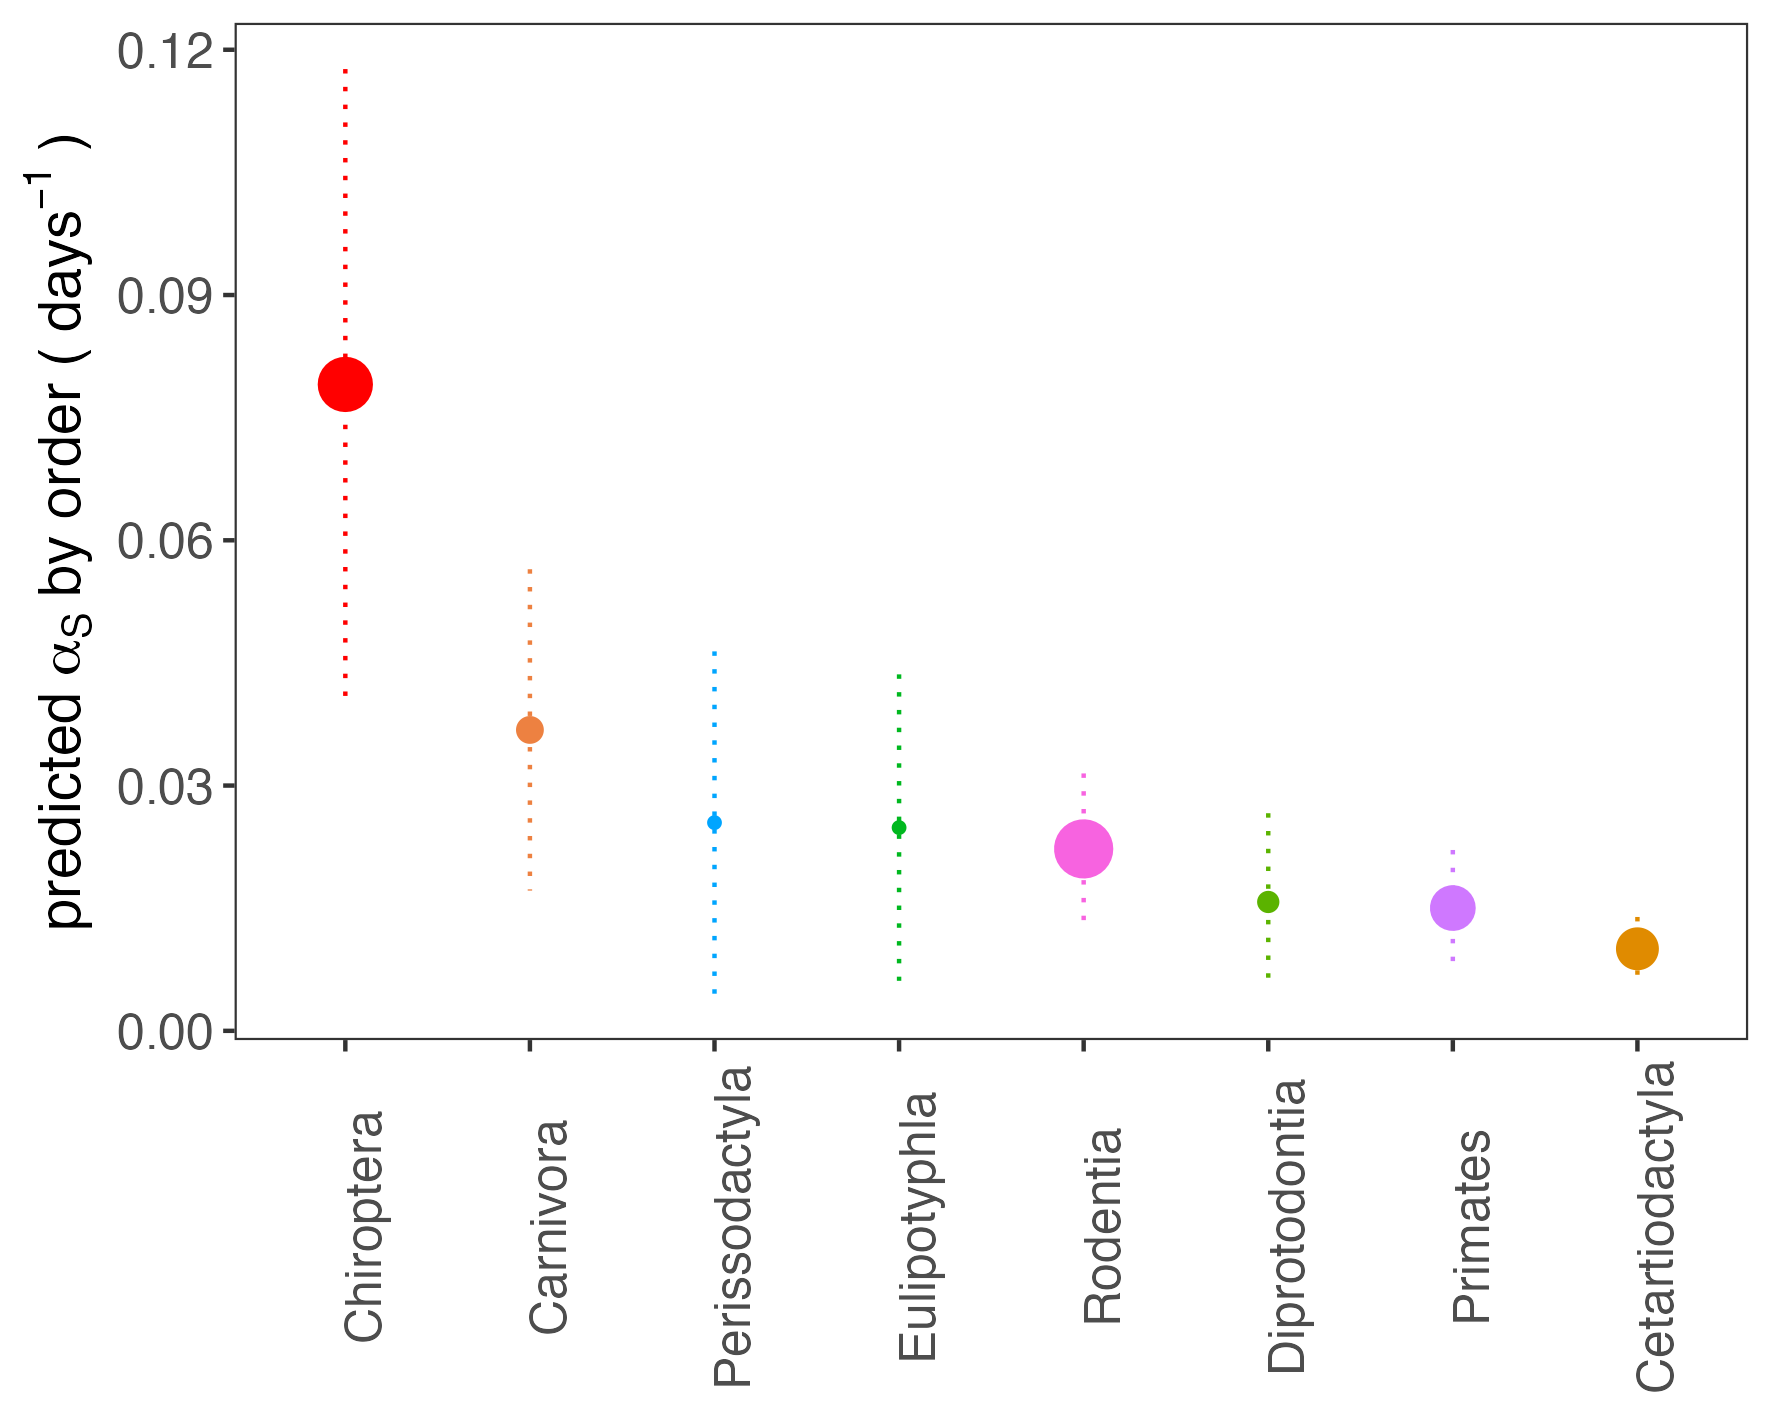 predicted αS by order ( days−1 )
0.12
0.09
0.06
0.03
0.00
Chiroptera
Carnivora
Perissodactyla
Eulipotyphla
Rodentia
Diprotodontia
Primates
Cetartiodactyla